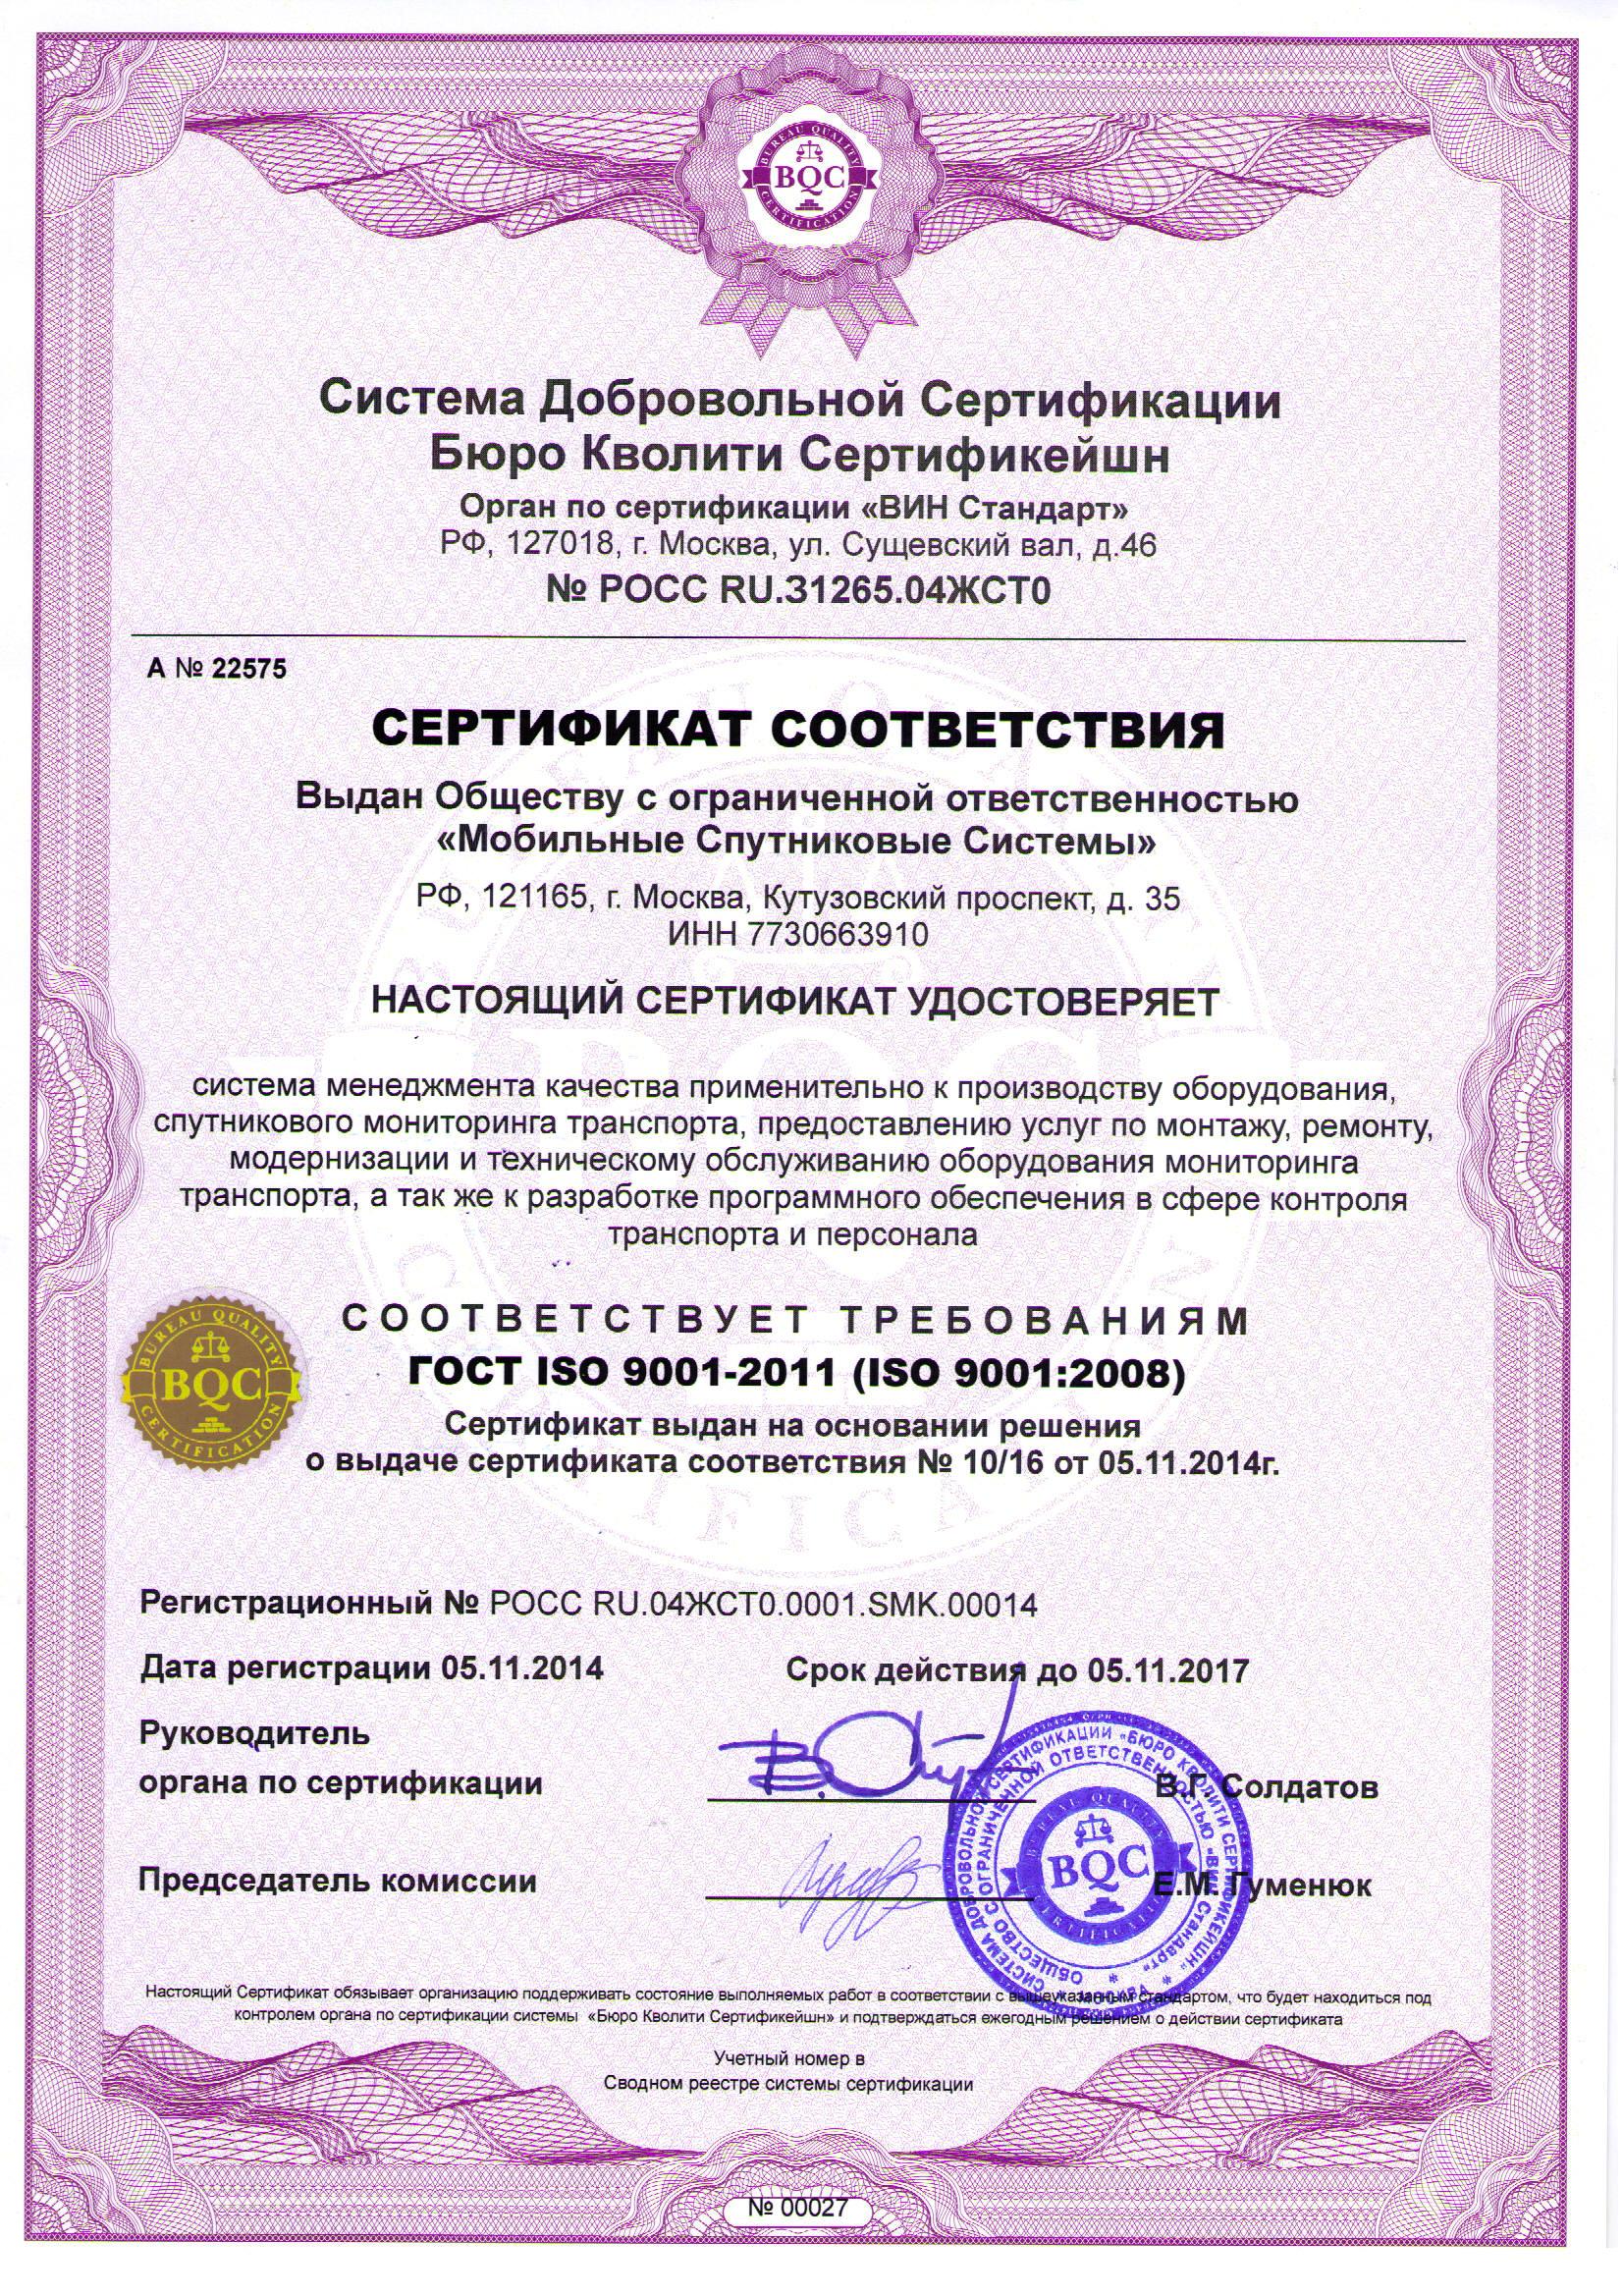 BUREAU QUALITY
BQC
CERTIFICATION
Система Добровольной Сертификации
Бюро Кволити Сертификейшн
Орган по сертификации «ВИН Стандарт»
РФ, 127018, г. Москва, ул. Сущевский вал, д.46
№ РОСС RU.31265.04ЖСТ0
А № 22575
СЕРТИФИКАТ СООТВЕТСТВИЯ
Выдан Обществу с ограниченной ответственностью
«Мобильные Спутниковые Системы»
РФ, 121165, г. Москва, Кутузовский проспект, д. 35
ИНН 7730663910
НАСТОЯЩИЙ СЕРТИФИКАТ УДОСТОВЕРЯЕТ
система менеджмента качества применительно к производству оборудования,
спутникового мониторинга транспорта, предоставлению услуг по монтажу, ремонту,
модернизации и техническому обслуживанию оборудования мониторинга
транспорта, а так же к разработке программного обеспечения в сфере контроля
транспорта и персонала
BUREAU QUALITY
BQC
CERTIFICATION
СООТВЕТСТВУЕТ ТРЕБОВАНИЯМ
ГОСТ ISO 9001-2011 (ISO 9001:2008)
Сертификат выдан на основании решения
о выдаче сертификата соответствия № 10/16 от 05.11.2014г.
Регистрационный № РОСС RU.04ЖСТ0.0001.SMK.00014
Дата регистрации 05.11.2014 Срок действия до 05.11.2017
Руководитель
органа по сертификации В.Г. Солдатов
Председатель комиссии Е.М. Гуменюк
СИСТЕМА ДОБРОВОЛЬНОЙ СЕРТИФИКАЦИИ «БЮРО КВОЛИТИ СЕРТИФИКЕЙШН»
ОБЩЕСТВО С ОГРАНИЧЕННОЙ ОТВЕТСТВЕННОСТЬЮ «ВИН Стандарт»
BUREAU QUALITY
BQC
CERTIFICATION
Настоящий Сертификат обязывает организацию поддерживать состояние выполняемых работ в соответствии с вышеуказанным стандартом, что будет находиться под
контролем органа по сертификации системы «Бюро Кволити Сертификейшн» и подтверждаться ежегодным решением о действии сертификата
Учетный номер в
Сводном реестре системы сертификации
№ 00027